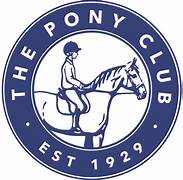 · THE PONY CLUB ·
EST 1929